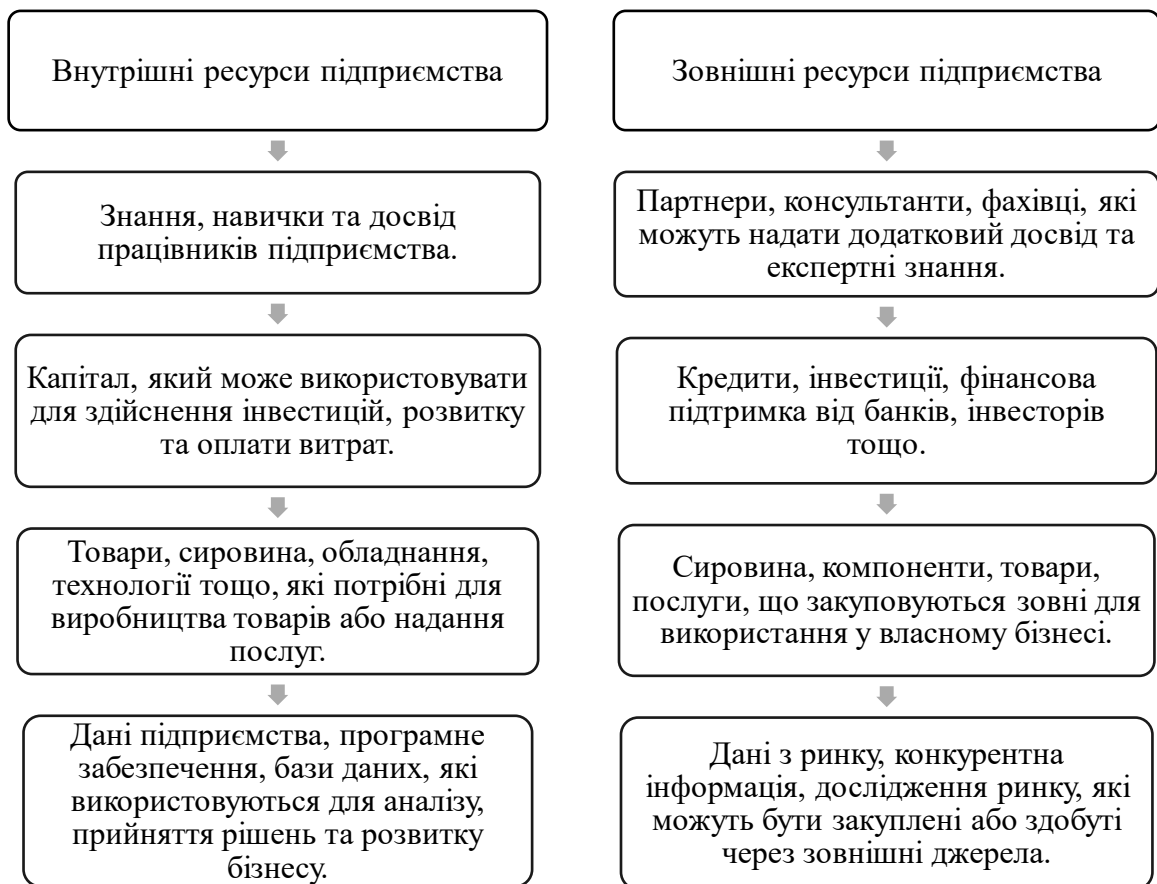 Внутрішні ресурси підприємства
Знання, навички та досвід
працівників підприємства.
Капітал, який може використовувати
для здійснення інвестицій, розвитку
та оплати витрат.
Товари, сировина, обладнання,
технології тощо, які потрібні для
виробництва товарів або надання
послуг.
Дані підприємства, програмне
забезпечення, бази даних, які
використовуються для аналізу,
прийняття рішень та розвитку
бізнесу.
Зовнішні ресурси підприємства
Партнери, консультанти, фахівці, які
можуть надати додатковий досвід та
експертні знання.
Кредити, інвестиції, фінансова
підтримка від банків, інвесторів
тощо.
Сировина, компоненти, товари,
послуги, що закуповуються зовні для
використання у власному бізнесі.
Дані з ринку, конкурентна
інформація, дослідження ринку, які
можуть бути закуплені або здобуті
через зовнішні джерела.